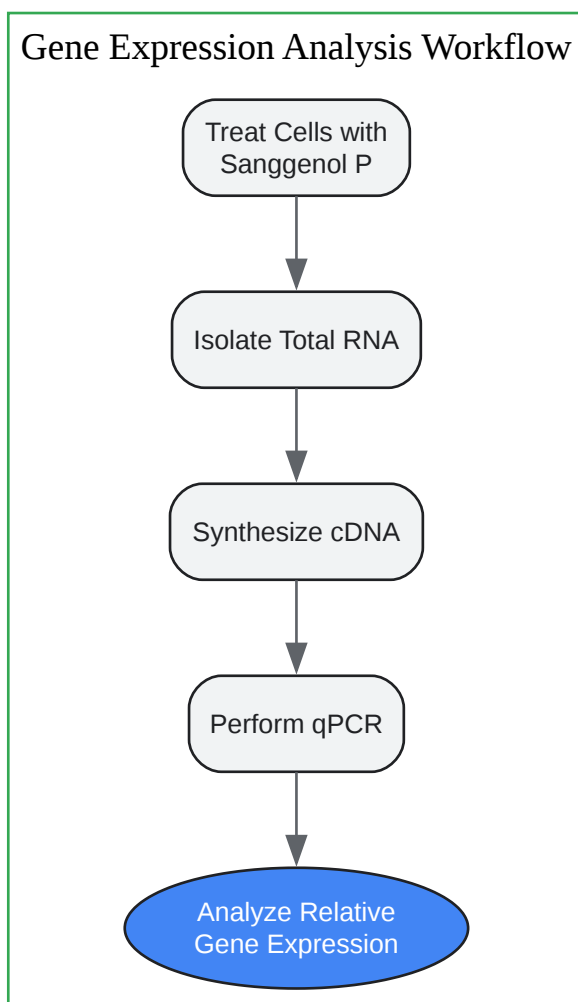 Gene Expression Analysis Workflow
Treat Cells with
Sanggenol P
Isolate Total RNA
Synthesize cDNA
Perform qPCR
Analyze Relative
Gene Expression